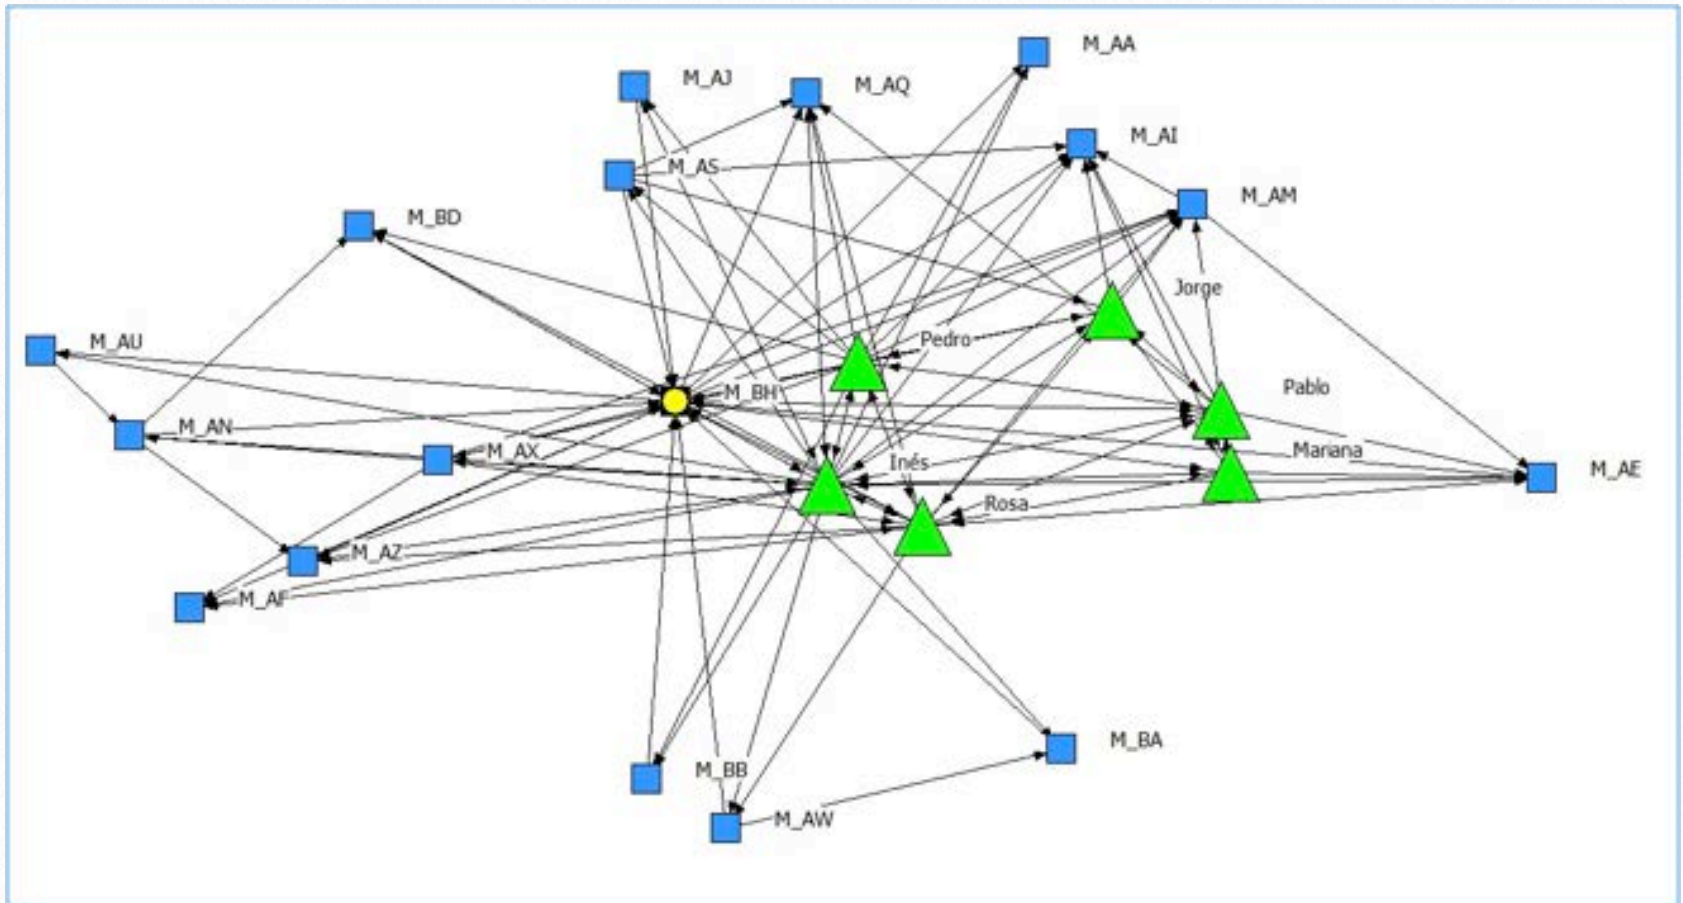 M_AA
M_AJ
M_AQ
M_AI
M_AS
M_AM
M_BD
Jorge
M_AU
Pedro
Pablo
M_BH
M_AN
M_AX
Mariana
Inés
M_AE
Rosa
M_AZ
M_AF
M_BA
M_BB
M_AW